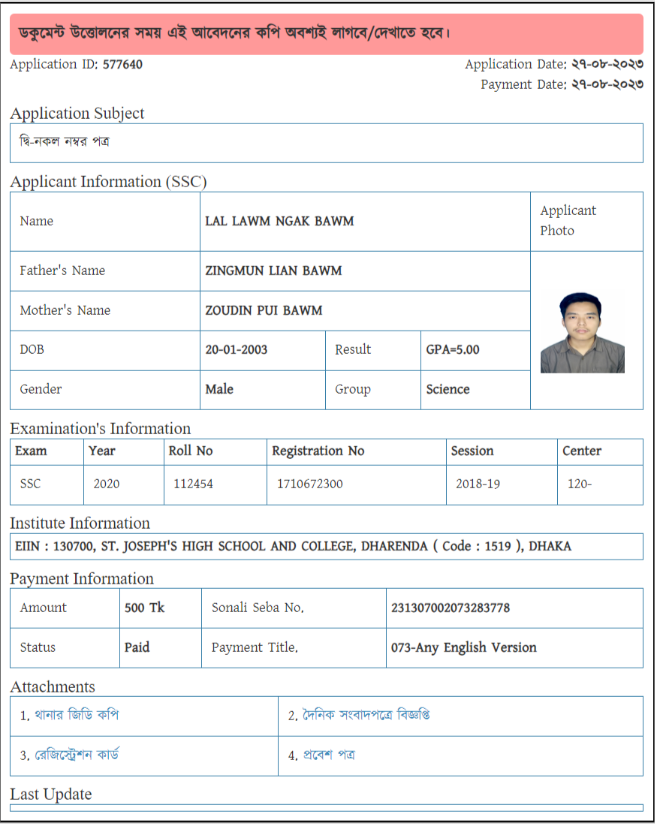 ডকুমেন্ট উত্তোলনের সময় এই আবেদনের কপি অবশ্যই লাগবে/দেখাতে হবে।
Application ID: 577640 Application Date: ২৭-০৮-২০২৩
Payment Date: ২৭-০৮-২০২৩
Application Subject
দ্বি-নকল নম্বর পত্র
Applicant Information (SSC)
Name LAL LAWM NGAK BAWM Applicant
Photo
Father's Name ZINGMUN LIAN BAWM
Mother's Name ZOUDIN PUI BAWM
DOB 20-01-2003 Result GPA=5.00
Gender Male Group Science
Examination's Information
Exam Year Roll No Registration No Session Center
SSC 2020 112454 1710672300 2018-19 120-
Institute Information
EIIN : 130700, ST. JOSEPH'S HIGH SCHOOL AND COLLEGE, DHARENDA ( Code : 1519 ), DHAKA
Payment Information
Amount 500 Tk Sonali Seba No. 231307002073283778
Status Paid Payment Title. 073-Any English Version
Attachments
1. থানার জিডি কপি 2. দৈনিক সংবাদপত্রে বিজ্ঞপ্তি
3. রেজিস্ট্রেশন কার্ড 4. প্রবেশ পত্র
Last Update